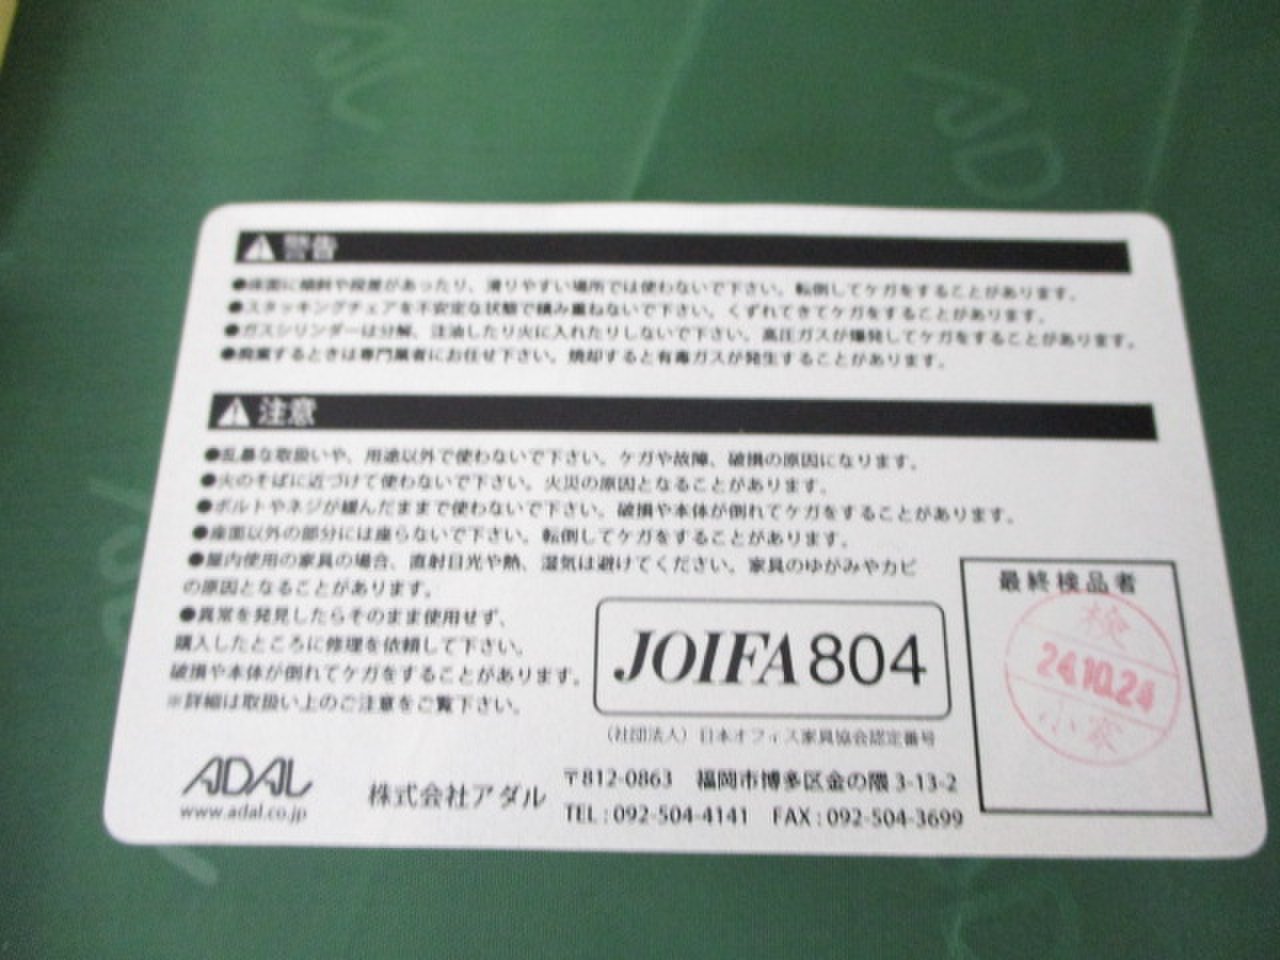 警告
●座面に傾斜や段差があったり、滑りやすい場所では使わないで下さい。転倒してケガをすることがあります。
●スタッキングチェアを不安定な状態で積み重ねないで下さい。くずれてきてケガをすることがあります。
●ガスシリンダーは分解、注油したり火に入れたりしないで下さい。高圧ガスが爆発してケガをすることがあります。
●廃棄するときは専門業者にお任せ下さい。焼却すると有毒ガスが発生することがあります。
注意
●乱暴な取扱いや、用途以外で使わないで下さい。ケガや故障、破損の原因になります。
●火のそばに近づけて使わないで下さい。火災の原因となることがあります。
●ボルトやネジが緩んだままで使わないで下さい。破損や本体が倒れてケガをすることがあります。
●座面以外の部分には座らないで下さい。転倒してケガをすることがあります。
●屋内使用の家具の場合、直射日光や熱、湿気は避けてください。家具のゆがみやカビ
の原因となることがあります。
●異常を発見したらそのまま使用せず、
購入したところに修理を依頼して下さい。
破損や本体が倒れてケガをすることがあります。
※詳細は取扱い上のご注意をご覧下さい。
JOIFA804
(社団法人) 日本オフィス家具協会認定番号
最終検品者
検
24.10.24
小家
ADAL
www.adal.co.jp
株式会社アダル
〒812-0863 福岡市博多区金の隈3-13-2
TEL : 092-504-4141 FAX : 092-504-3699